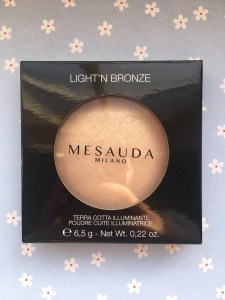 LIGHT'N BRONZE
MESAUDA
MILANO
TERRA COTTA ILLUMINANTE
POUDRE CUITE ILLUMINATRICE
℮ 6,5 g - Net Wt. 0,22 oz.